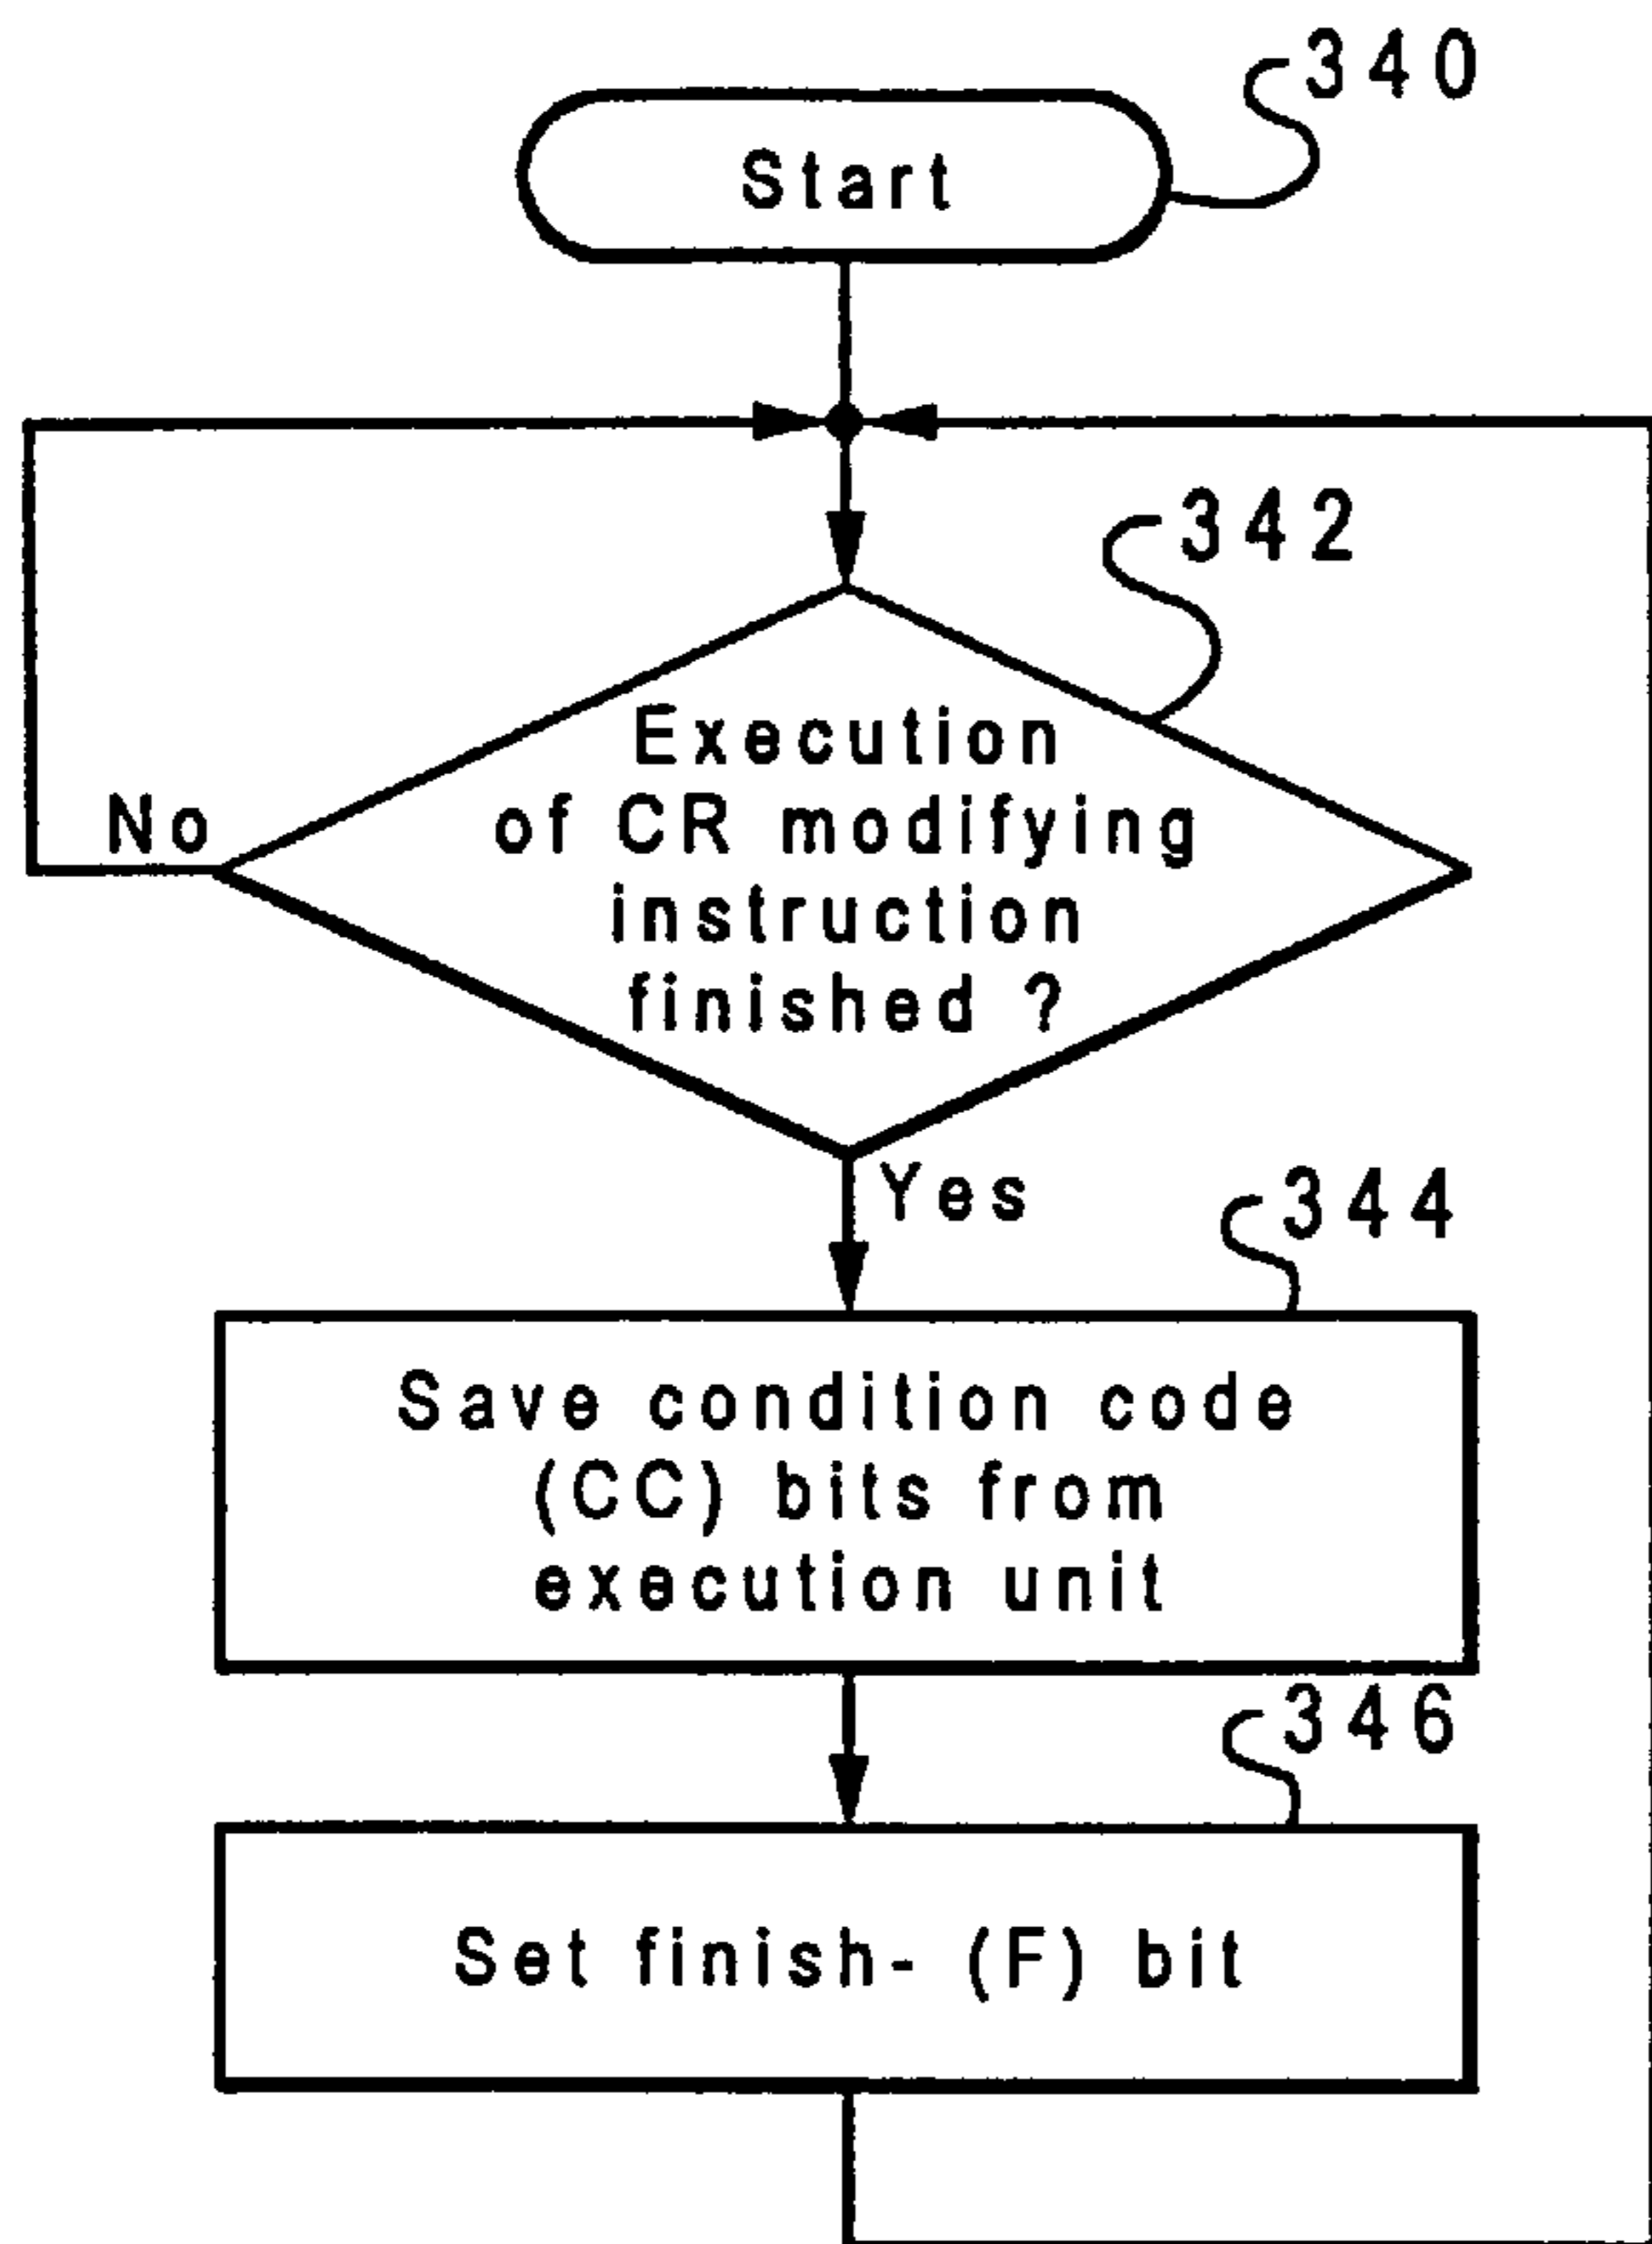 340
Start
342
Execution
of CR modifying
instruction
finished ?
No
Yes
344
Save condition code
(CC) bits from
execution unit
346
Set finish- (F) bit